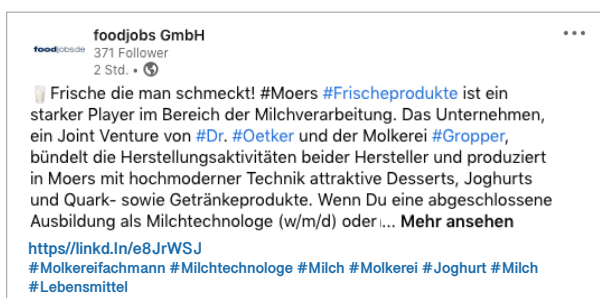 foodjobs GmbH
foodjobs.de
371 Follower
2 Std. •
Frische die man schmeckt! #Moers #Frischeprodukte ist ein
starker Player im Bereich der Milchverarbeitung. Das Unternehmen,
ein Joint Venture von #Dr. #Oetker und der Molkerei #Gropper,
bündelt die Herstellungsaktivitäten beider Hersteller und produziert
in Moers mit hochmoderner Technik attraktive Desserts, Joghurts
und Quark- sowie Getränkeprodukte. Wenn Du eine abgeschlossene
Ausbildung als Milchtechnologe (w/m/d) oder ... Mehr ansehen
https//linkd.In/e8JrWSJ
#Molkereifachmann #Milchtechnologe #Milch #Molkerei #Joghurt #Milch
#Lebensmittel